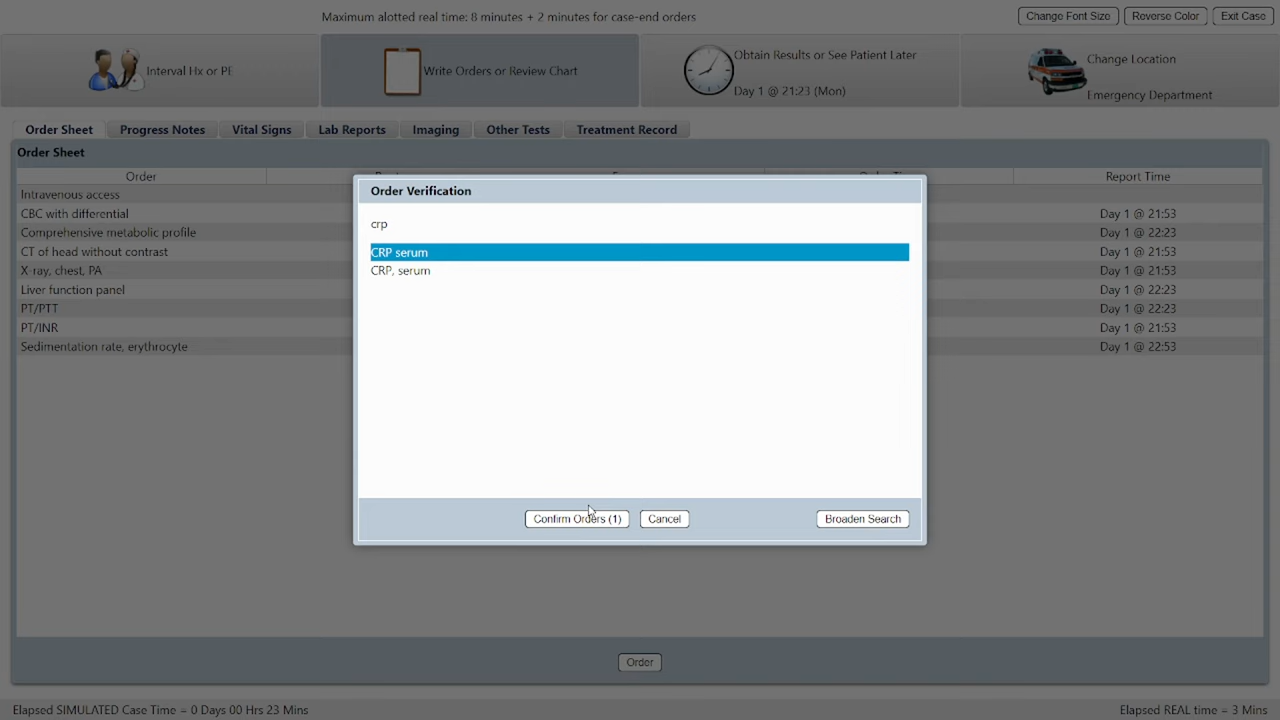 Maximum alotted real time: 8 minutes + 2 minutes for case-end orders
Change Font Size
Reverse Color
Exit Case
Interval Hx or PE
Write Orders or Review Chart
Obtain Results or See Patient Later
Day 1 @ 21:23 (Mon)
Change Location
Emergency Department
Order Sheet
Progress Notes
Vital Signs
Lab Reports
Imaging
Other Tests
Treatment Record
Order Sheet
Order
Report Time
Intravenous access
CBC with differential Day 1 @ 21:53
Comprehensive metabolic profile Day 1 @ 22:23
CT of head without contrast Day 1 @ 21:53
X-ray, chest, PA Day 1 @ 21:53
Liver function panel Day 1 @ 22:23
PT/PTT Day 1 @ 22:23
PT/INR Day 1 @ 21:53
Sedimentation rate, erythrocyte Day 1 @ 22:53
Order Verification
crp
CRP serum
CRP, serum
Confirm Orders (1)
Cancel
Broaden Search
Order
Elapsed SIMULATED Case Time = 0 Days 00 Hrs 23 Mins
Elapsed REAL time = 3 Mins